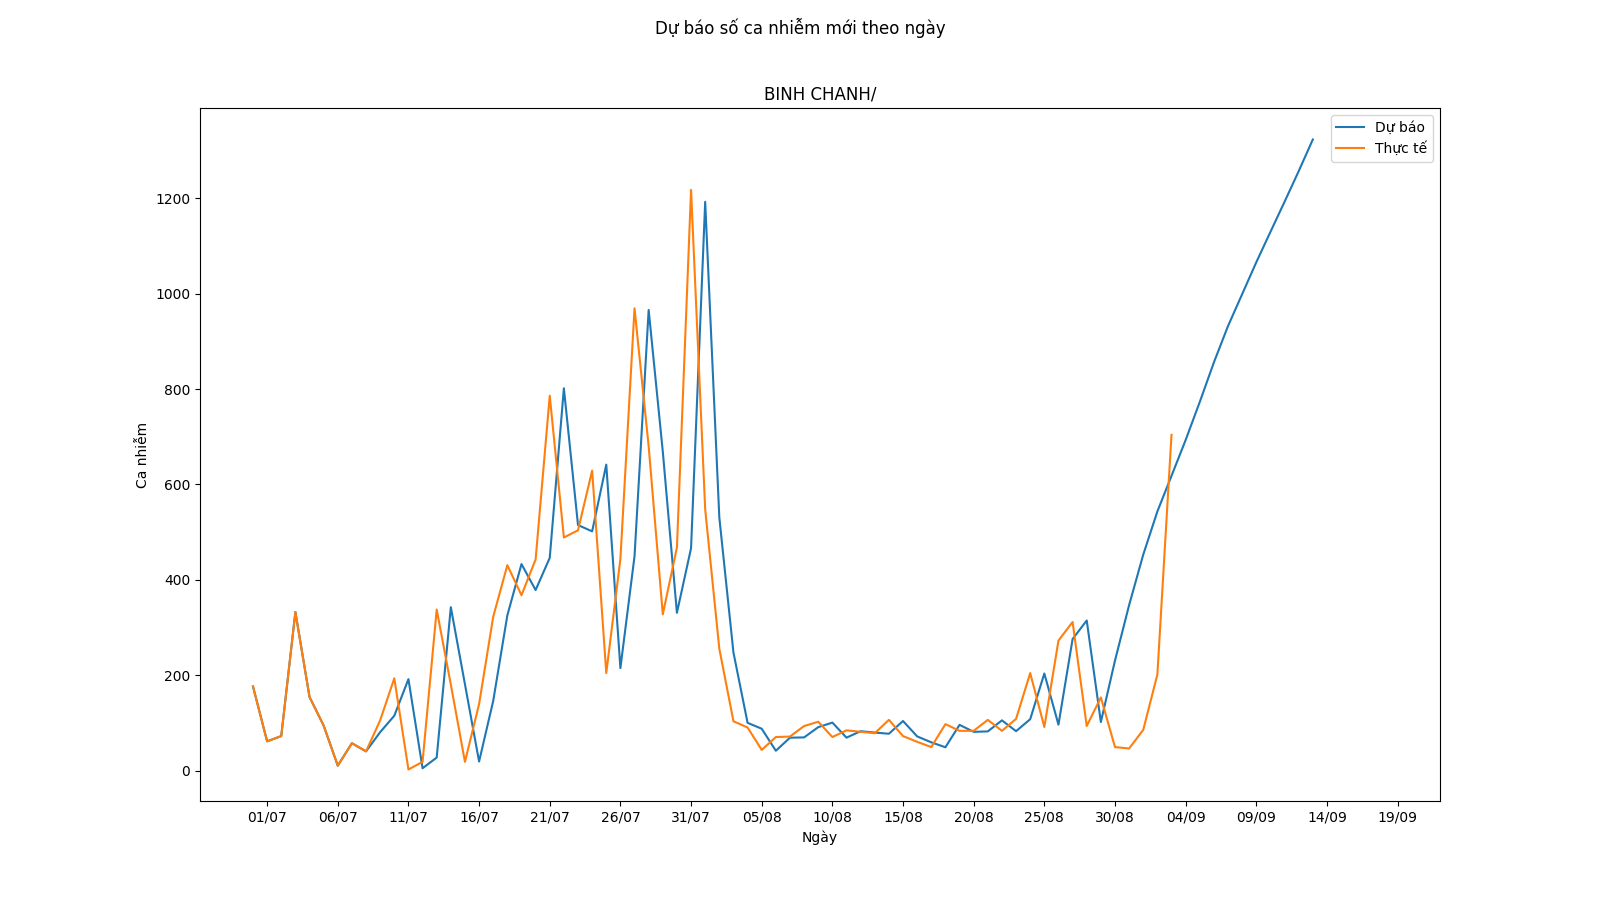 Dự báo số ca nhiễm mới theo ngày
BINH CHANH/
Dự báo
Thực tế
1200
1000
800
600
400
200
0
Ca nhiễm
01/07 06/07 11/07 16/07 21/07 26/07 31/07 05/08 10/08 15/08 20/08 25/08 30/08 04/09 09/09 14/09 19/09
Ngày